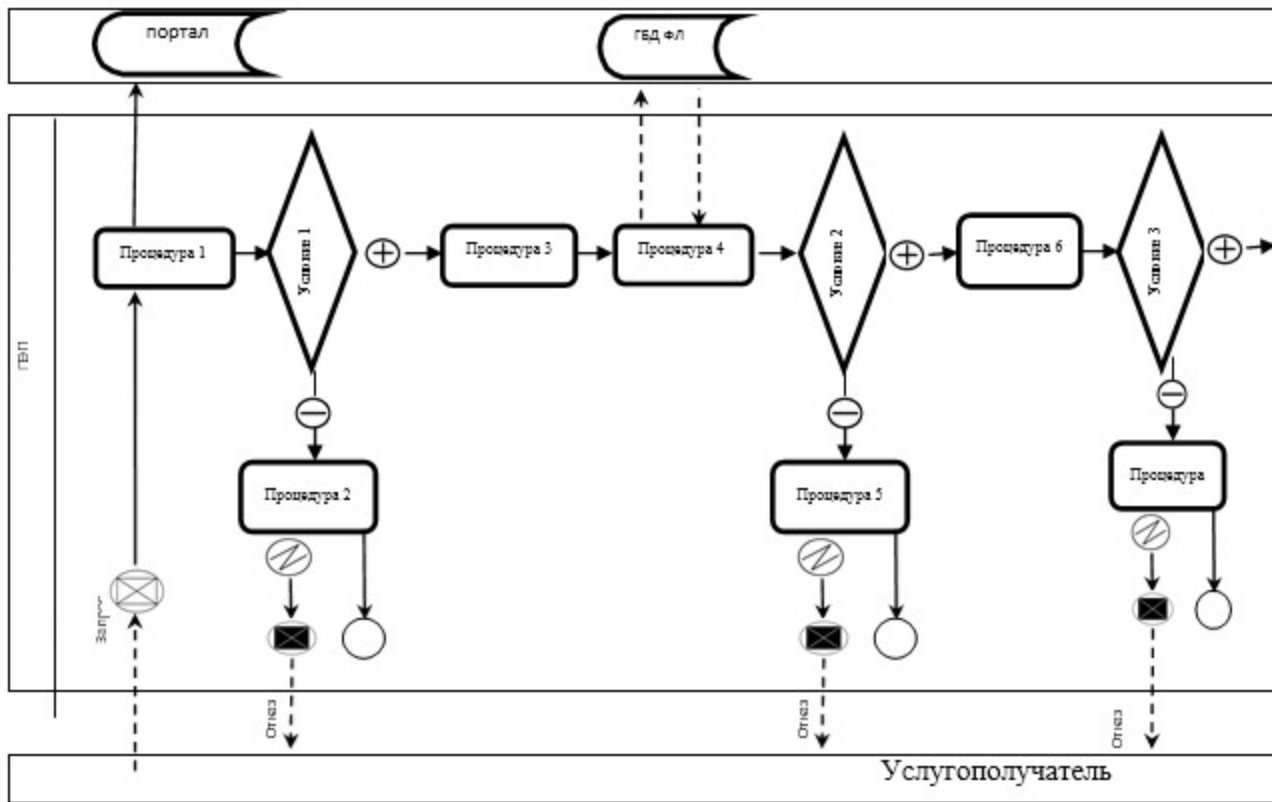 портал
ГБД ФЛ
Условие 1
Условие 2
Условие 3
Процедура 1
Процедура 3
Процедура 4
Процедура 6
Процедура 2
Процедура 5
Процедура
Отказ
Отказ
Отказ
Услугополучатель